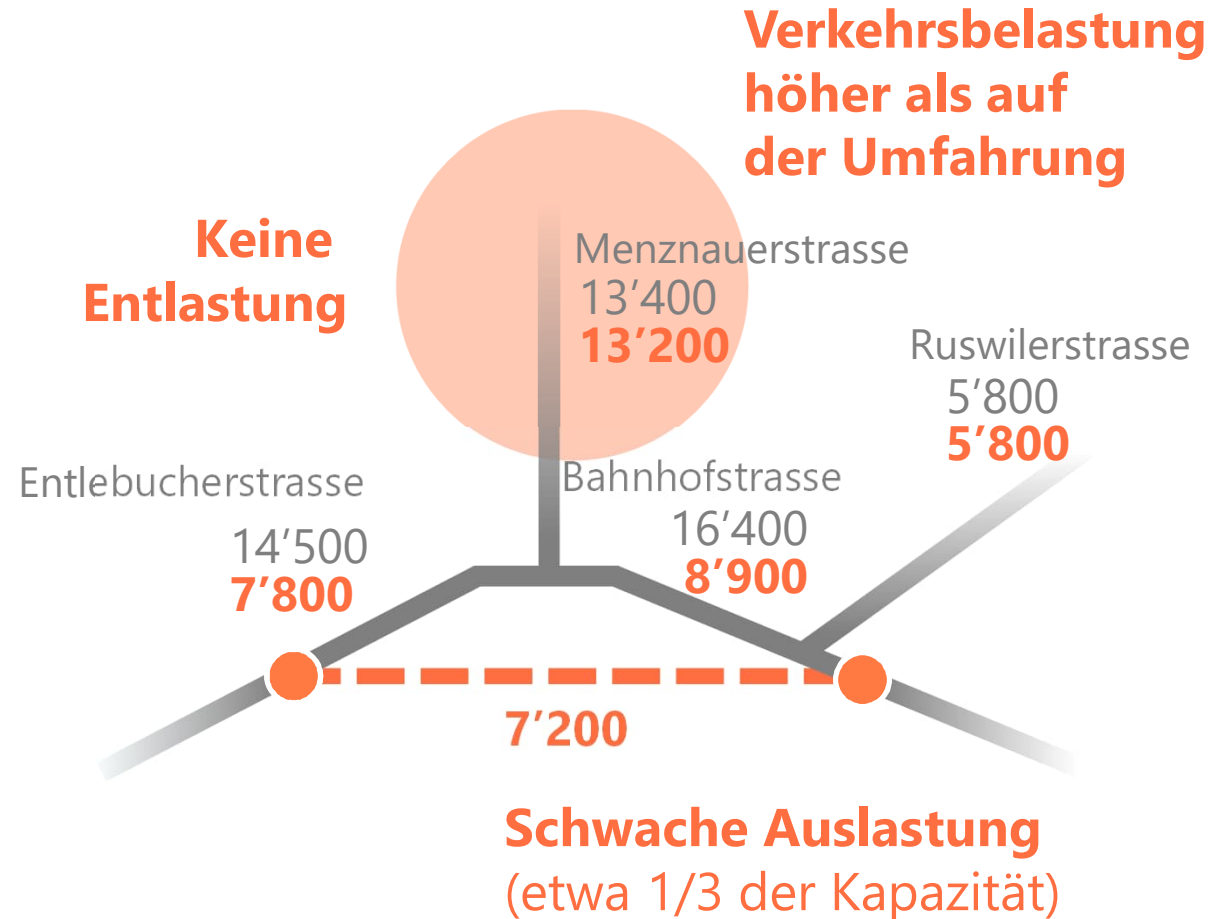 Verkehrsbelastung
höher als auf
der Umfahrung
Keine
Entlastung
Menznauerstrasse
13’400
13’200
Ruswilerstrasse
5’800
5’800
Entlebucherstrasse
14’500
7’800
Bahnhofstrasse
16’400
8’900
7’200
Schwache Auslastung
(etwa 1/3 der Kapazität)